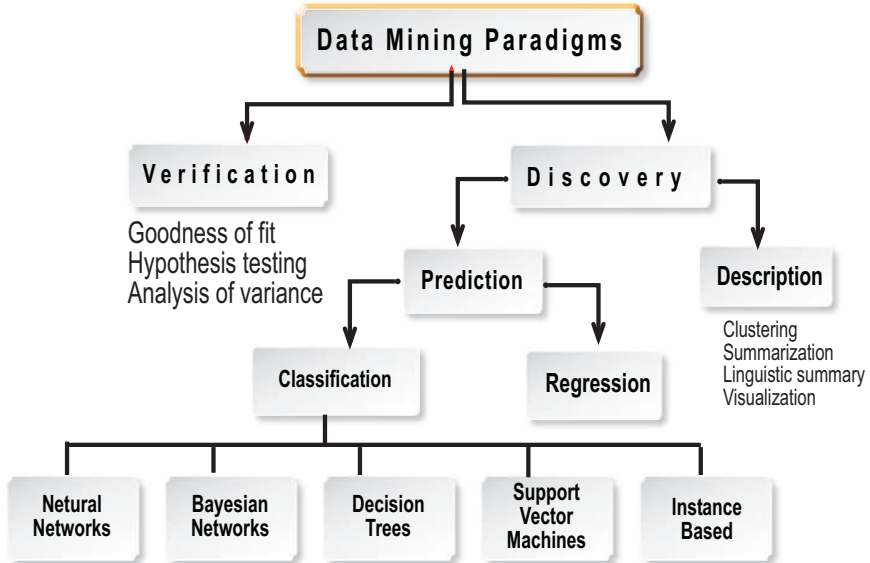 Data Mining Paradigms
Verification
Discovery
Goodness of fit
Hypothesis testing
Analysis of variance
Prediction
Description
Clustering
Summarization
Linguistic summary
Visualization
Classification
Regression
Netural
Networks
Bayesian
Networks
Decision
Trees
Support
Vector
Machines
Instance
Based